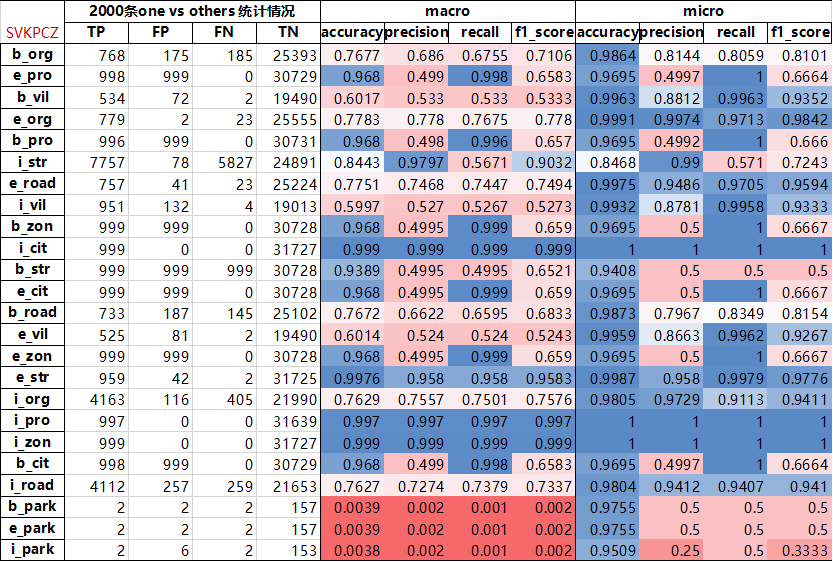 SVKPCZ 2000条one vs others 统计情况 macro micro
TP FP FN TN accuracy precision recall f1_score accuracy precision recall f1_score
b_org 768 175 185 25393 0.7677 0.686 0.6755 0.7106 0.9864 0.8144 0.8059 0.8101
e_pro 998 999 0 30729 0.968 0.499 0.998 0.6583 0.9695 0.4997 1 0.6664
b_vil 534 72 2 19490 0.6017 0.533 0.533 0.5333 0.9963 0.8812 0.9963 0.9352
e_org 779 2 23 25555 0.7783 0.778 0.7675 0.778 0.9991 0.9974 0.9713 0.9842
b_pro 996 999 0 30731 0.968 0.498 0.996 0.657 0.9695 0.4992 1 0.666
i_str 7757 78 5827 24891 0.8443 0.9797 0.5671 0.9032 0.8468 0.99 0.571 0.7243
e_road 757 41 23 25224 0.7751 0.7468 0.7447 0.7494 0.9975 0.9486 0.9705 0.9594
i_vil 951 132 4 19013 0.5997 0.527 0.5267 0.5273 0.9932 0.8781 0.9958 0.9333
b_zon 999 999 0 30728 0.968 0.4995 0.999 0.659 0.9695 0.5 1 0.6667
i_cit 999 0 0 31727 0.999 0.999 0.999 0.999 1 1 1 1
b_str 999 999 999 30728 0.9389 0.4995 0.4995 0.6521 0.9408 0.5 0.5 0.5
e_cit 999 999 0 30728 0.968 0.4995 0.999 0.659 0.9695 0.5 1 0.6667
b_road 733 187 145 25102 0.7672 0.6622 0.6595 0.6833 0.9873 0.7967 0.8349 0.8154
e_vil 525 81 2 19490 0.6014 0.524 0.524 0.5243 0.9959 0.8663 0.9962 0.9267
e_zon 999 999 0 30728 0.968 0.4995 0.999 0.659 0.9695 0.5 1 0.6667
e_str 959 42 2 31725 0.9976 0.958 0.958 0.9583 0.9987 0.958 0.9979 0.9776
i_org 4163 116 405 21990 0.7629 0.7557 0.7501 0.7576 0.9805 0.9729 0.9113 0.9411
i_pro 997 0 0 31639 0.997 0.997 0.997 0.997 1 1 1 1
i_zon 999 0 0 31727 0.999 0.999 0.999 0.999 1 1 1 1
b_cit 998 999 0 30729 0.968 0.499 0.998 0.6583 0.9695 0.4997 1 0.6664
i_road 4112 257 259 21653 0.7627 0.7274 0.7379 0.7337 0.9804 0.9412 0.9407 0.941
b_park 2 2 2 157 0.0039 0.002 0.001 0.002 0.9755 0.5 0.5 0.5
e_park 2 2 2 157 0.0039 0.002 0.001 0.002 0.9755 0.5 0.5 0.5
i_park 2 6 2 153 0.0038 0.002 0.001 0.002 0.9509 0.25 0.5 0.3333